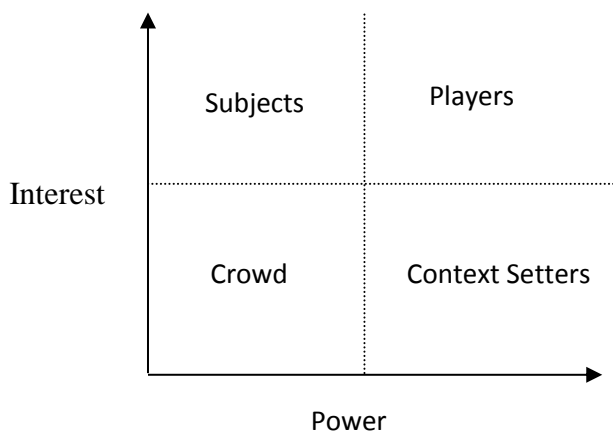 Subjects
Players
Interest
Crowd
Context Setters
Power